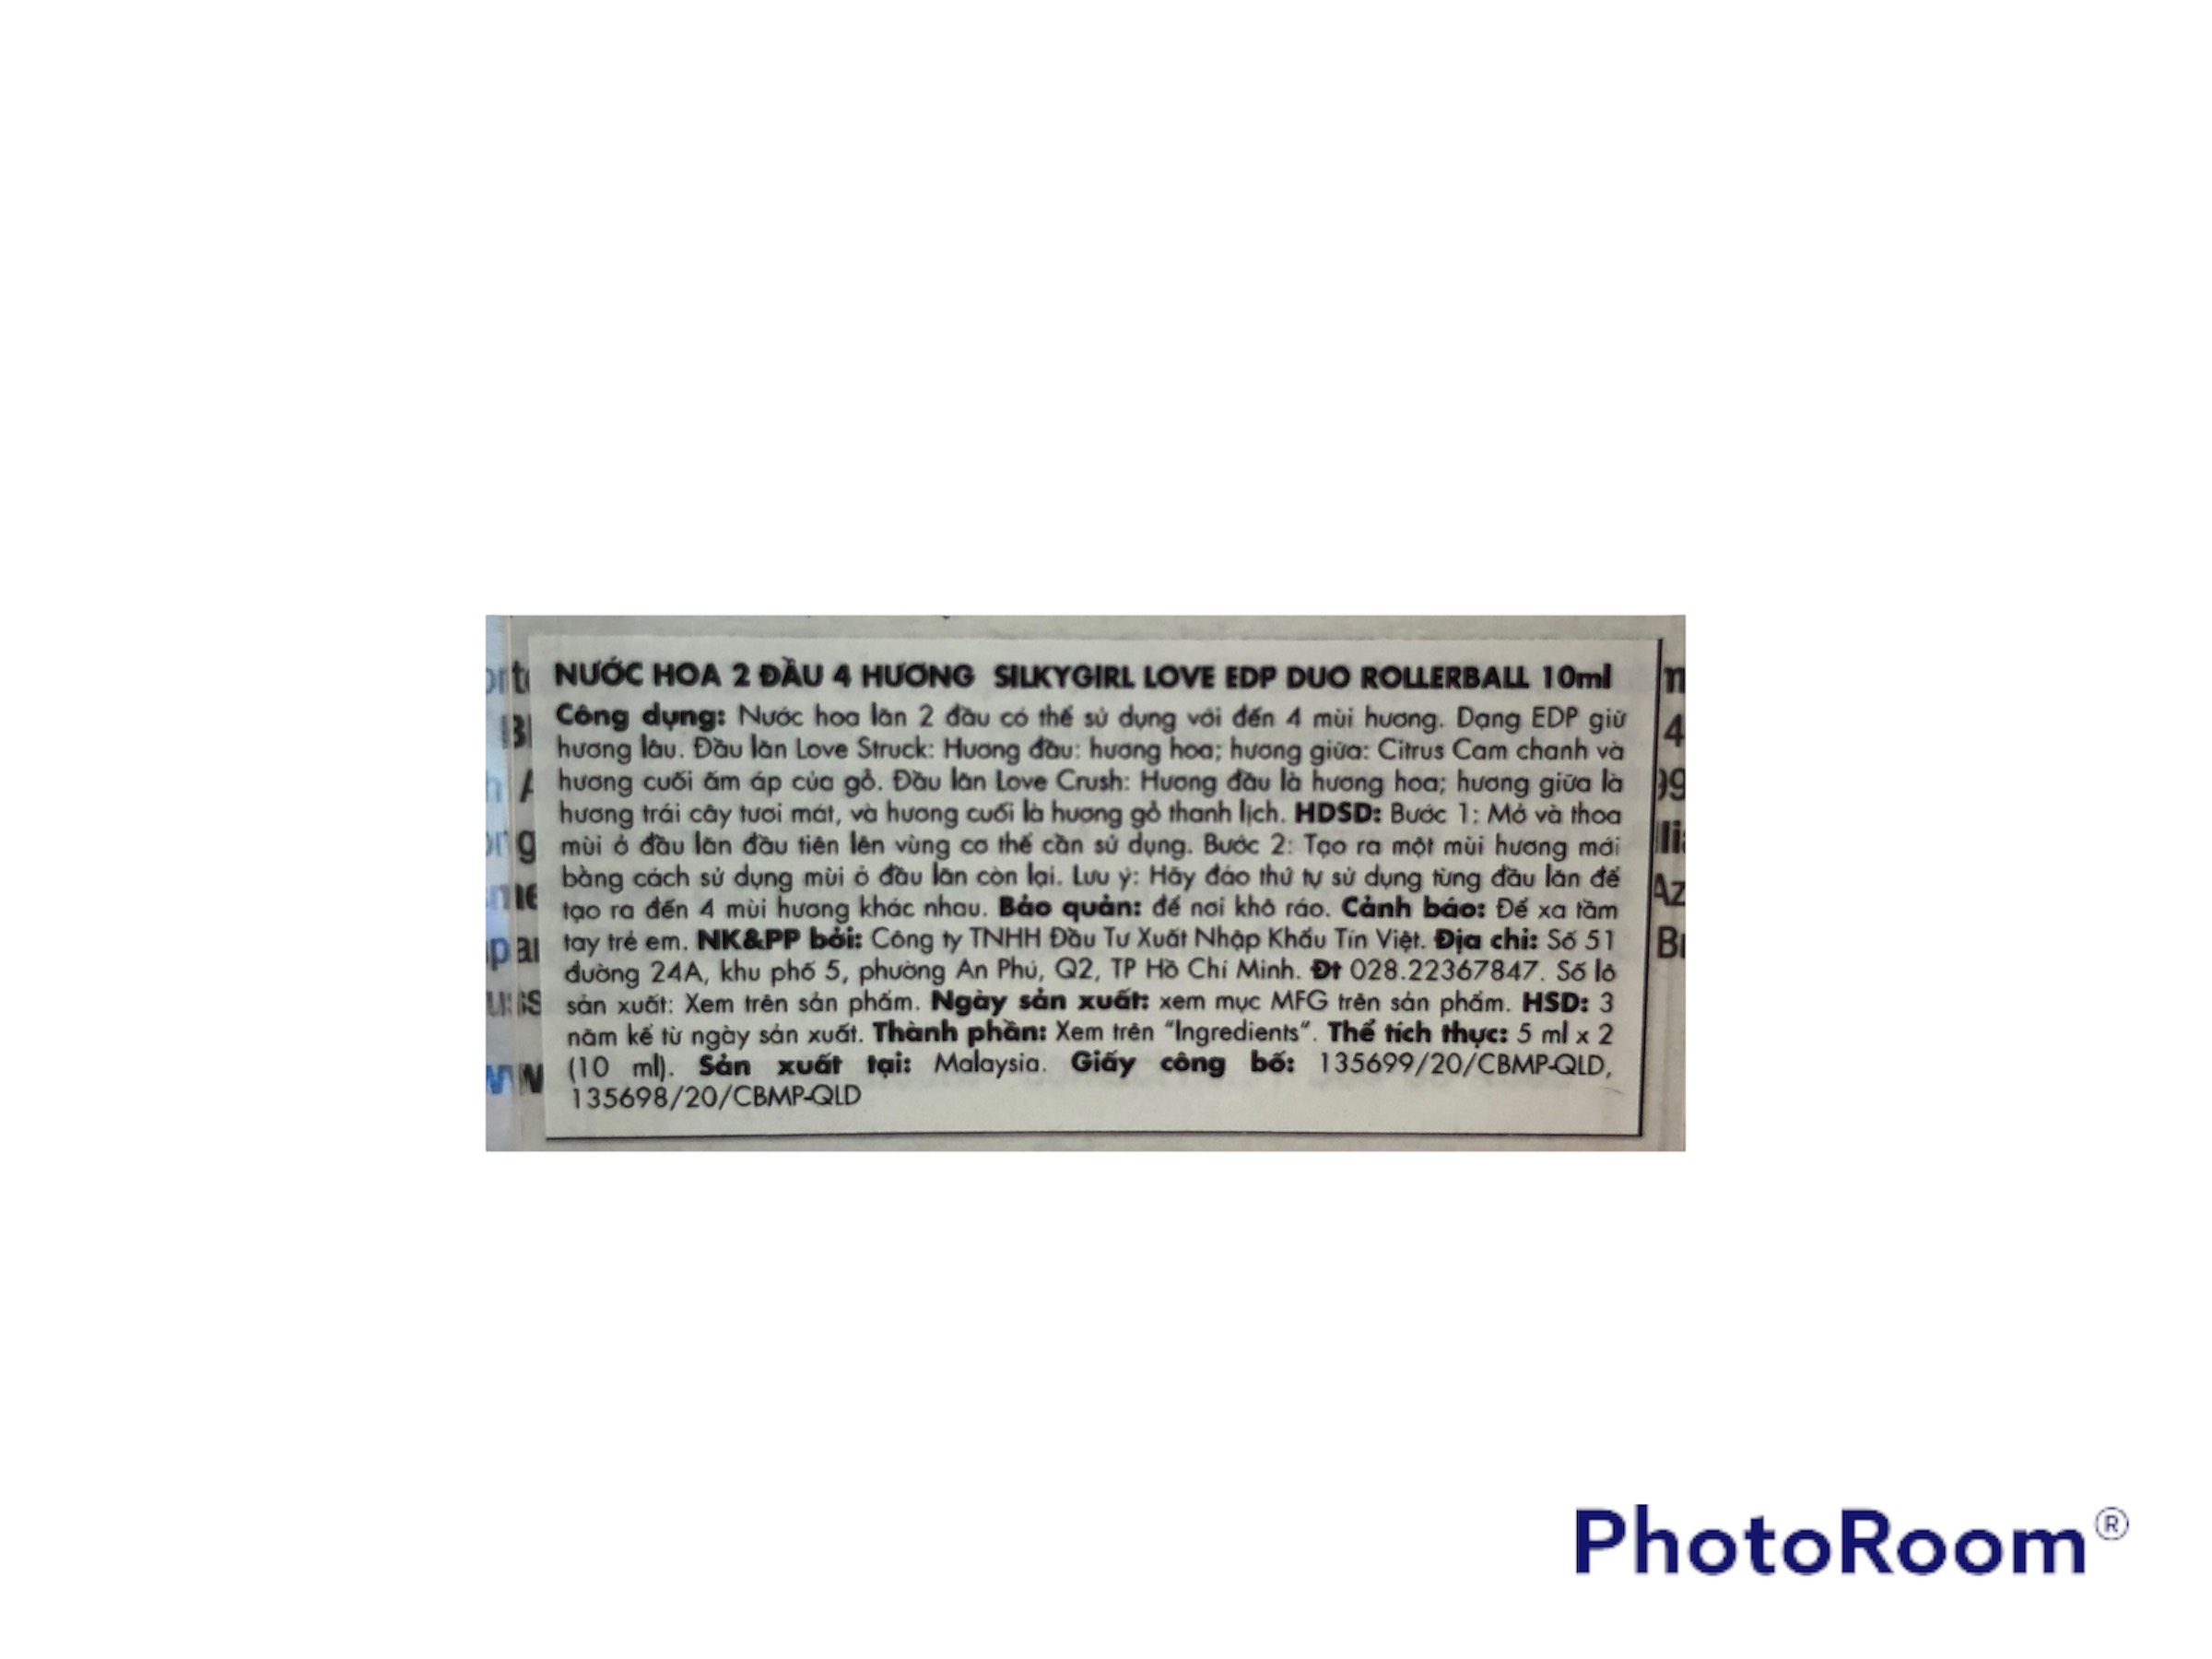 NƯỚC HOA 2 ĐẦU 4 HƯƠNG SILKYGIRL LOVE EDP DUO ROLLERBALL 10ml
Công dụng: Nước hoa lăn 2 đầu có thể sử dụng với đến 4 mùi hương. Dạng EDP giữ
hương lâu. Đầu lăn Love Struck: Hương đầu: hương hoa; hương giữa: Citrus Cam chanh và
hương cuối ấm áp của gỗ. Đầu lăn Love Crush: Hương đầu là hương hoa; hương giữa là
hương trái cây tươi mát, và hương cuối là hương gỗ thanh lịch. HDSD: Bước 1: Mở và thoa
mùi ở đầu lăn đầu tiên lên vùng cơ thể cần sử dụng. Bước 2: Tạo ra một mùi hương mới
bằng cách sử dụng mùi ở đầu lăn còn lại. Lưu ý: Hãy đảo thứ tự sử dụng từng đầu lăn để
tạo ra đến 4 mùi hương khác nhau. Bảo quản: để nơi khô ráo. Cảnh báo: Để xa tầm
tay trẻ em. NK&PP bởi: Công ty TNHH Đầu Tư Xuất Nhập Khẩu Tín Việt. Địa chỉ: Số 51
đường 24A, khu phố 5, phường An Phú, Q2, TP Hồ Chí Minh. Đt 028.22367847. Số lô
sản xuất: Xem trên sản phẩm. Ngày sản xuất: xem mục MFG trên sản phẩm. HSD: 3
năm kể từ ngày sản xuất. Thành phần: Xem trên "Ingredients". Thể tích thực: 5 ml x 2
(10 ml). Sản xuất tại: Malaysia. Giấy công bố: 135699/20/CBMP-QLD,
135698/20/CBMP-QLD
PhotoRoom®